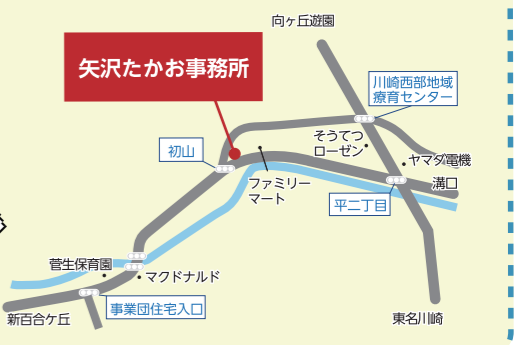 向ヶ丘遊園
矢沢たかお事務所
川崎西部地域
療育センター
そうてつ
ローゼン
初山
ヤマダ電機
溝口
ファミリー
マート
平二丁目
菅生保育園
マクドナルド
事業団住宅入口
新百合ケ丘
東名川崎